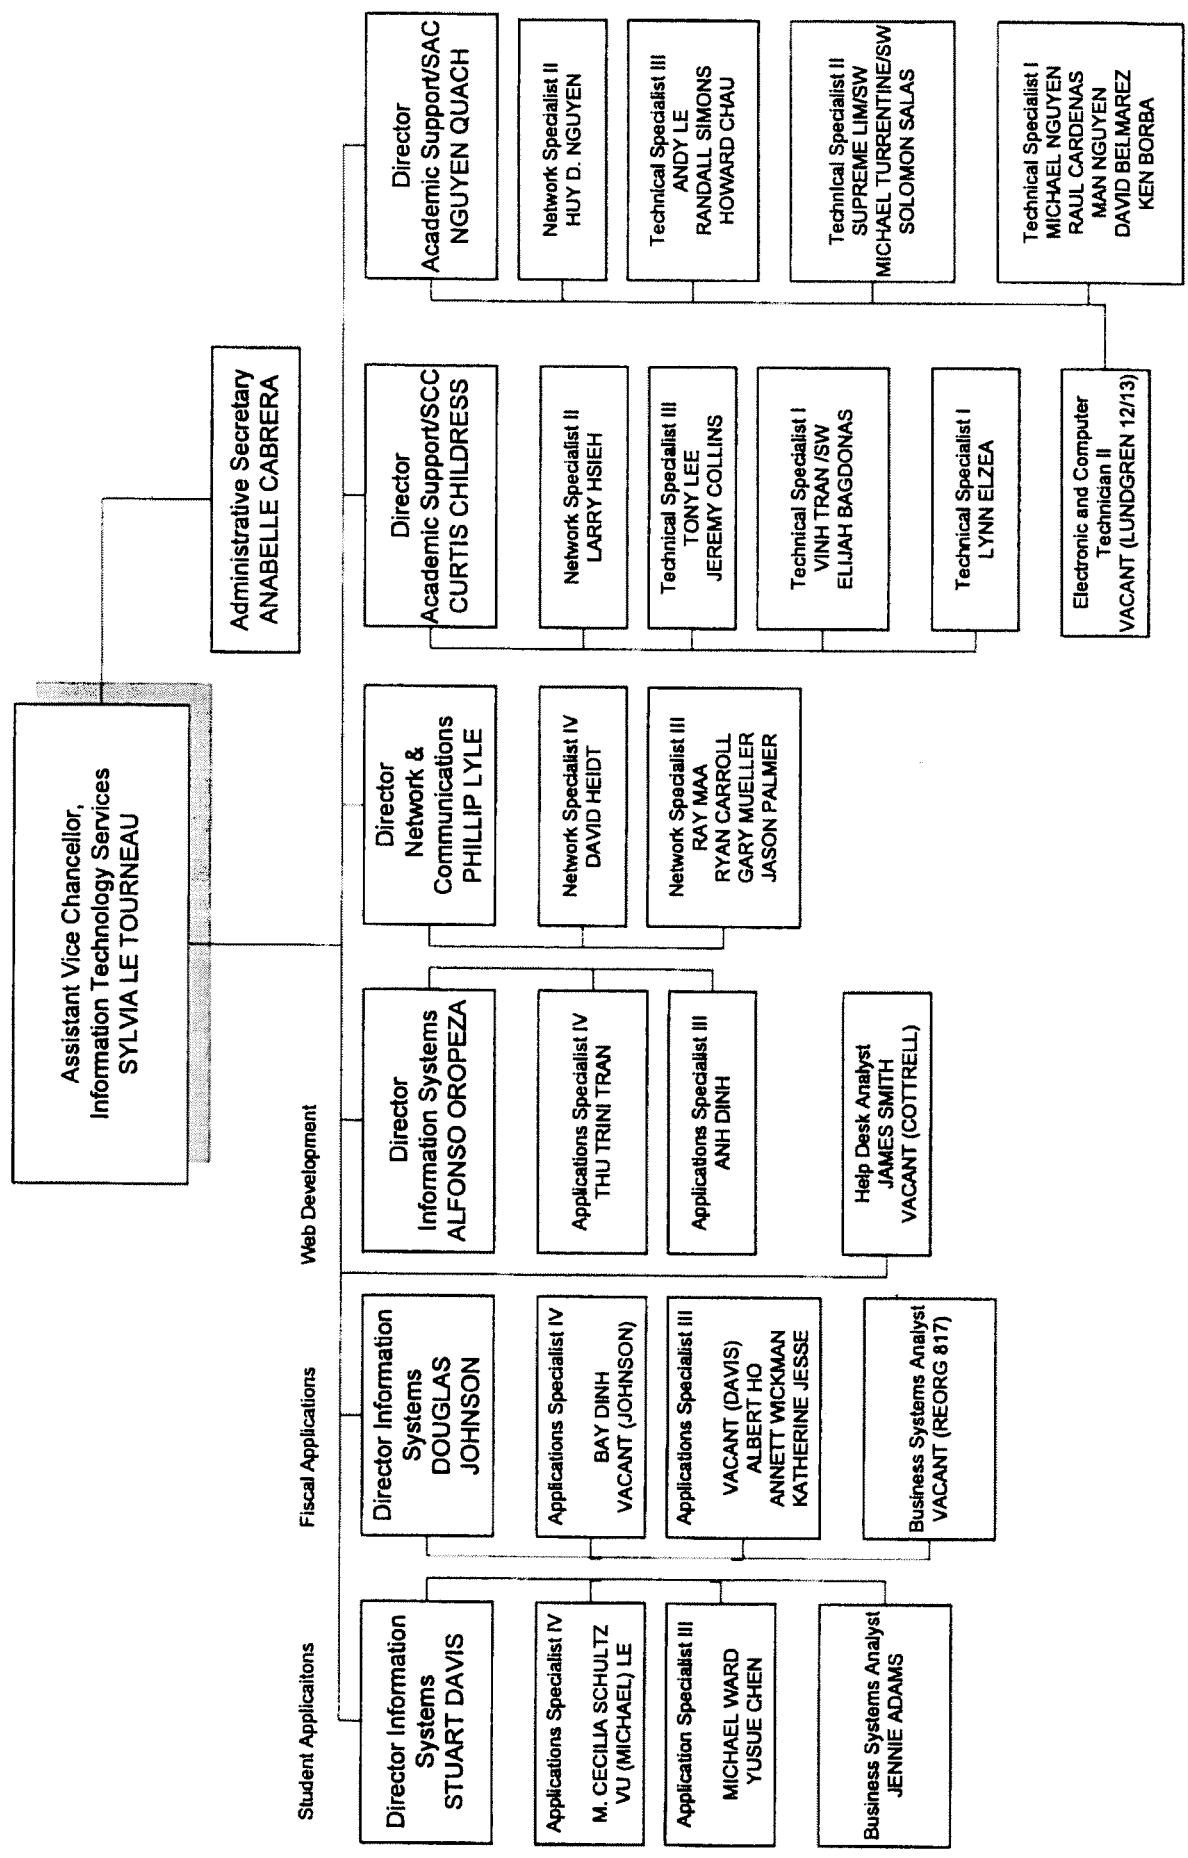 Assistant Vice Chancellor,
Information Technology Services
SYLVIA LE TOURNEAU
Administrative Secretary
ANABELLE CABRERA
Student Applicaitons
Director Information
Systems
STUART DAVIS
Applications Specialist IV
M. CECILIA SCHULTZ
VU (MICHAEL) LE
Application Specialist III
MICHAEL WARD
YUSUE CHEN
Business Systems Analyst
JENNIE ADAMS
Fiscal Applications
Director Information
Systems
DOUGLAS
JOHNSON
Applications Specialist IV
BAY DINH
VACANT (JOHNSON)
Applications Specialist III
VACANT (DAVIS)
ALBERT HO
ANNETT WICKMAN
KATHERINE JESSE
Business Systems Analyst
VACANT (REORG 817)
Web Development
Director
Information Systems
ALFONSO OROPEZA
Applications Specialist IV
THU TRINI TRAN
Applications Specialist III
ANH DINH
Help Desk Analyst
JAMES SMITH
VACANT (COTTRELL)
Director
Network &
Communications
PHILLIP LYLE
Network Specialist IV
DAVID HEIDT
Network Specialist III
RAY MAA
RYAN CARROLL
GARY MUELLER
JASON PALMER
Director
Academic Support/SCC
CURTIS CHILDRESS
Network Specialist II
LARRY HSIEH
Technical Specialist III
TONY LEE
JEREMY COLLINS
Technical Specialist I
VINH TRAN /SW
ELIJAH BAGDONAS
Technical Specialist I
LYNN ELZEA
Director
Academic Support/SAC
NGUYEN QUACH
Network Specialist II
HUY D. NGUYEN
Technical Specialist III
ANDY LE
RANDALL SIMONS
HOWARD CHAU
Technical Specialist II
SUPREME LIM/SW
MICHAEL TURRENTINE/SW
SOLOMON SALAS
Technical Specialist I
MICHAEL NGUYEN
RAUL CARDENAS
MAN NGUYEN
DAVID BELMAREZ
KEN BORBA
Electronic and Computer
Technician II
VACANT (LUNDGREN 12/13)